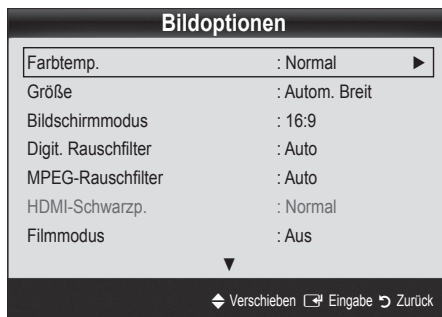 Bildoptionen
Farbtemp. : Normal ►
Größe : Autom. Breit
Bildschirmmodus : 16:9
Digit. Rauschfilter : Auto
MPEG-Rauschfilter : Auto
HDMI-Schwarzp. : Normal
Filmmodus : Aus
▼
Verschieben Eingabe Zurück